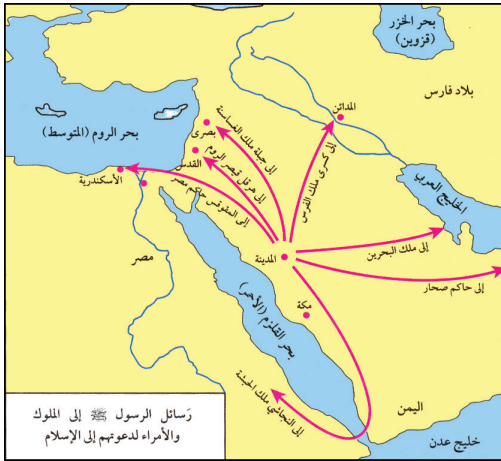 بحر الخزر
(قزوين)
بلاد فارس
المدائن
بحر الروم (المتوسط)
إلى جبلة ملك الغساسنة
بصرى
القدس
إلى هرقل قيصر الروم
إلى كسرى ملك الفرس
الأسكندرية
إلى المقوقس حاكم مصر
الخليج العربي
إلى ملك البحرين
المدينة
مصر
إلى حاكم صحار
مكة
بحر القلزم (الأحمر)
إلى النجاشي ملك الحبشة
اليمن
خليج عدن
رَسائل الرسول ﷺ إلى الملوك
والأمراء لدعوتهم إلى الإسلام